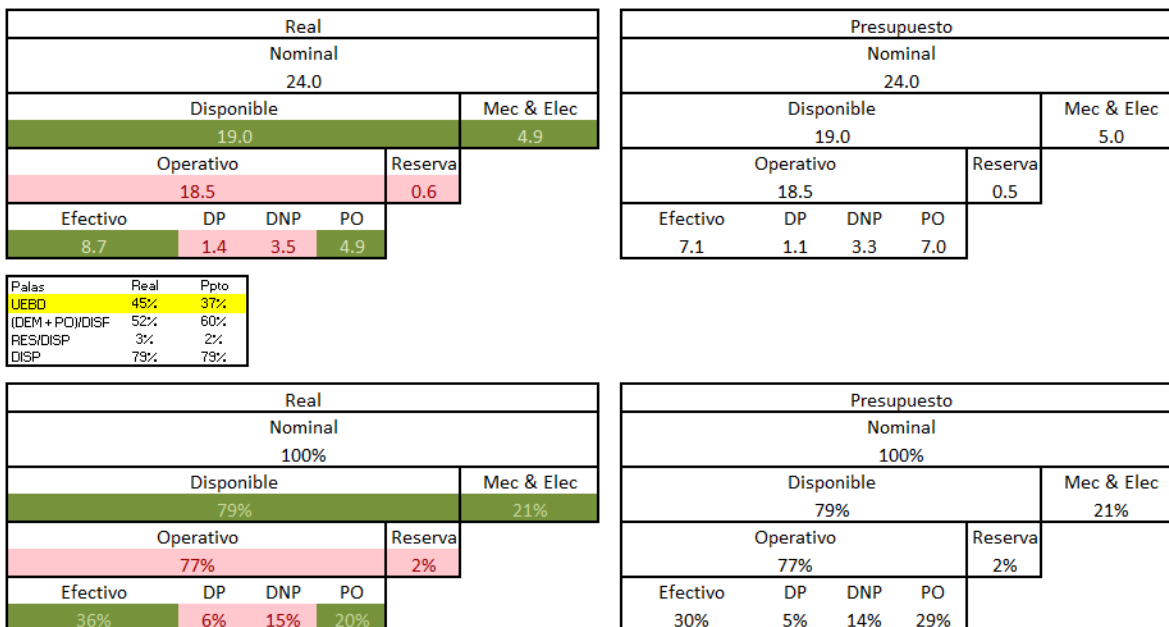 Real
Nominal
24.0
Disponible Mec & Elec
19.0 4.9
Operativo Reserva
18.5 0.6
Efectivo DP DNP PO
8.7 1.4 3.5 4.9
Presupuesto
Nominal
24.0
Disponible Mec & Elec
19.0 5.0
Operativo Reserva
18.5 0.5
Efectivo DP DNP PO
7.1 1.1 3.3 7.0
Palas Real Ppto
UEBD 45% 37%
(DEM + PO)/DISF 52% 60%
RES/DISP 3% 2%
DISP 79% 79%
Real
Nominal
100%
Disponible Mec & Elec
79% 21%
Operativo Reserva
77% 2%
Efectivo DP DNP PO
36% 6% 15% 20%
Presupuesto
Nominal
100%
Disponible Mec & Elec
79% 21%
Operativo Reserva
77% 2%
Efectivo DP DNP PO
30% 5% 14% 29%